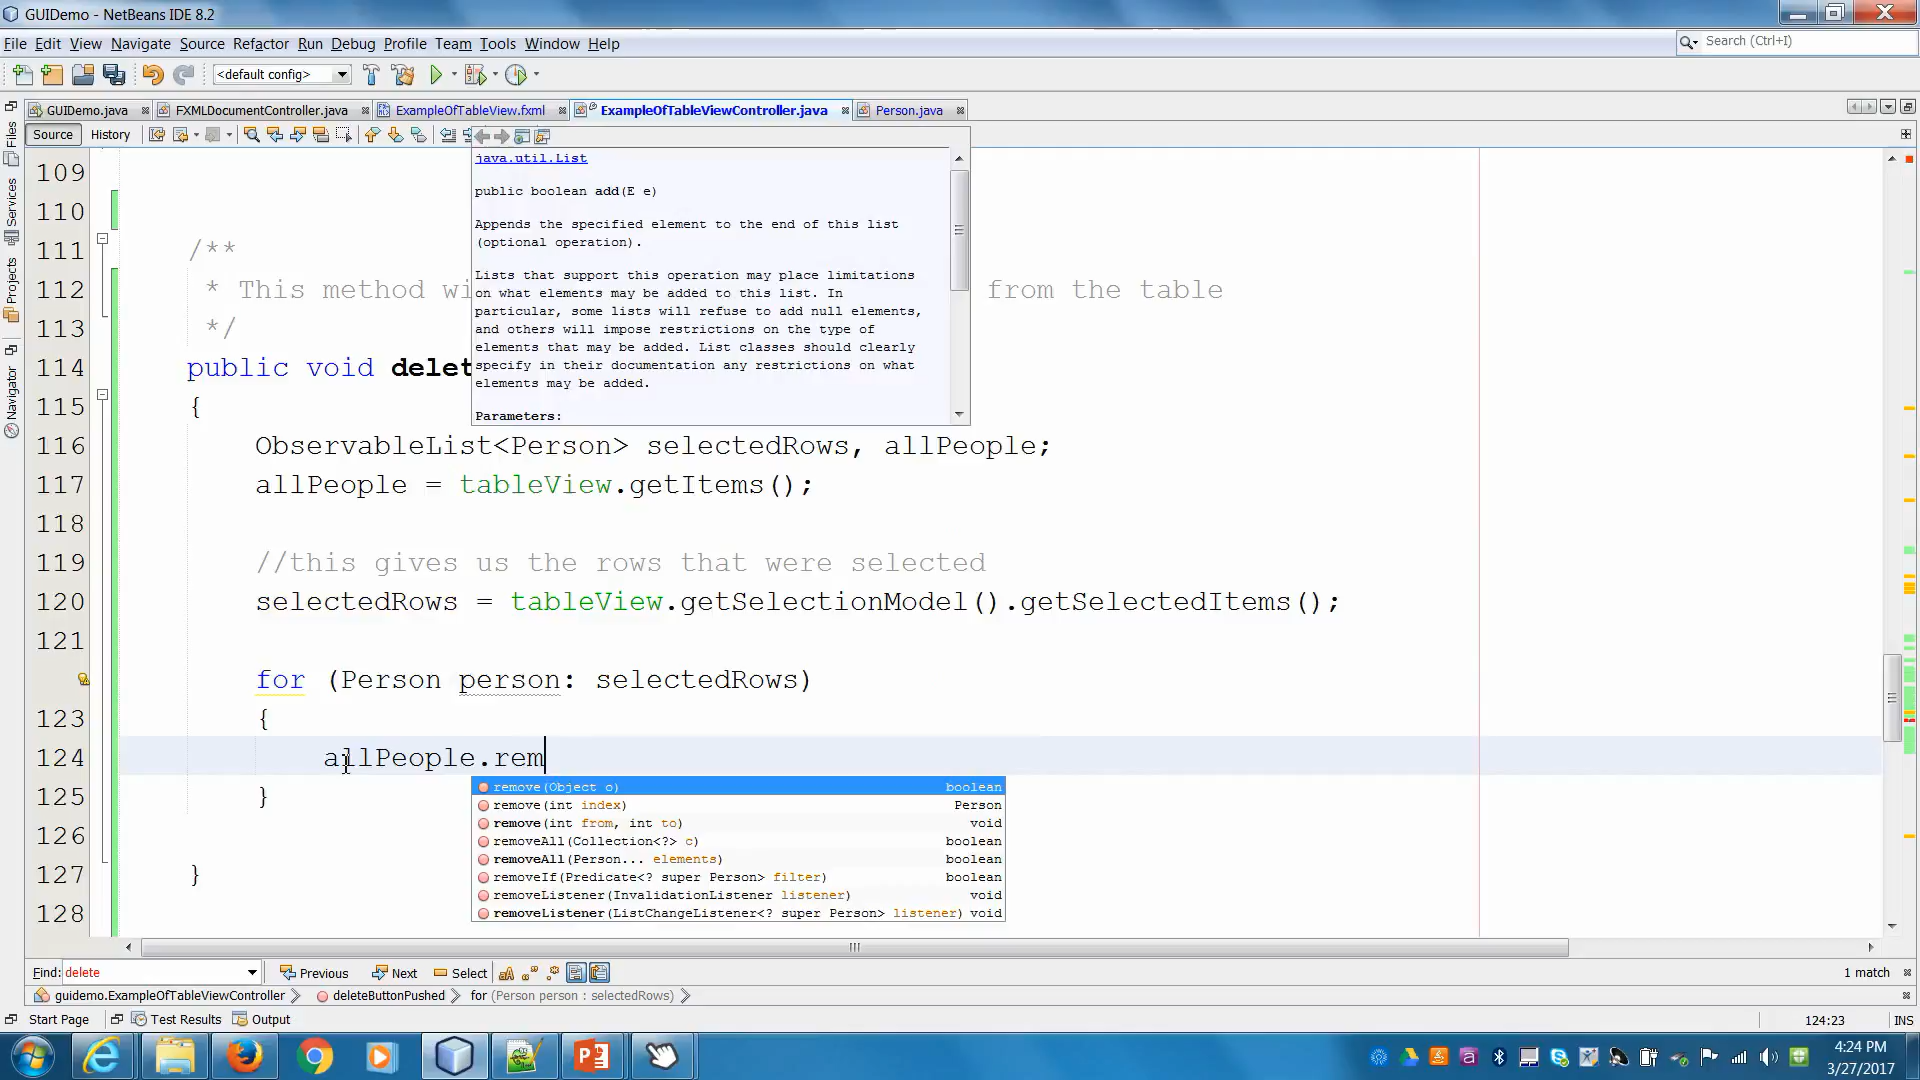 GUIDemo - NetBeans IDE 8.2
File Edit View Navigate Source Refactor Run Debug Profile Team Tools Window Help
Search (Ctrl+I)
<default config>
GUIDemo.java FXMLDocumentController.java ExampleOfTableView.fxml ExampleOfTableViewController.java Person.java
Source History
Files
Services
Projects
Navigator
java.util.List
public boolean add(E e)
Appends the specified element to the end of this list
(optional operation).
Lists that support this operation may place limitations
on what elements may be added to this list. In
particular, some lists will refuse to add null elements,
and others will impose restrictions on the type of
elements that may be added. List classes should clearly
specify in their documentation any restrictions on what
elements may be added.
Parameters:
109
110
111 /**
112 * This method wi from the table
113 */
114 public void delet
115 {
116 ObservableList<Person> selectedRows, allPeople;
117 allPeople = tableView.getItems();
118
119 //this gives us the rows that were selected
120 selectedRows = tableView.getSelectionModel().getSelectedItems();
121
for (Person person: selectedRows)
123 {
124 allPeople.rem
125 }
126
127 }
128
remove(Object o) boolean
remove(int index) Person
remove(int from, int to) void
removeAll(Collection<?> c) boolean
removeAll(Person... elements) boolean
removeIf(Predicate<? super Person> filter) boolean
removeListener(InvalidationListener listener) void
removeListener(ListChangeListener<? super Person> listener) void
Find: delete Previous Next Select 1 match
guidemo.ExampleOfTableViewController deleteButtonPushed for (Person person : selectedRows)
Start Page Test Results Output 124:23 INS
4:24 PM
3/27/2017